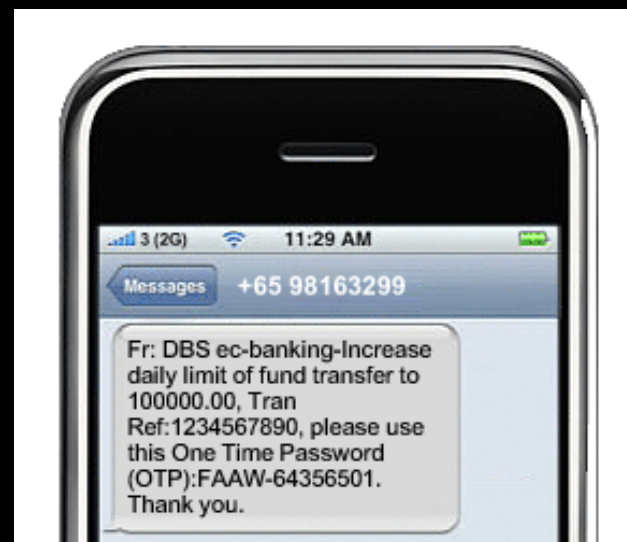 3 (2G) 11:29 AM
Messages +65 98163299
Fr: DBS ec-banking-Increase
daily limit of fund transfer to
100000.00, Tran
Ref:1234567890, please use
this One Time Password
(OTP):FAAW-64356501.
Thank you.